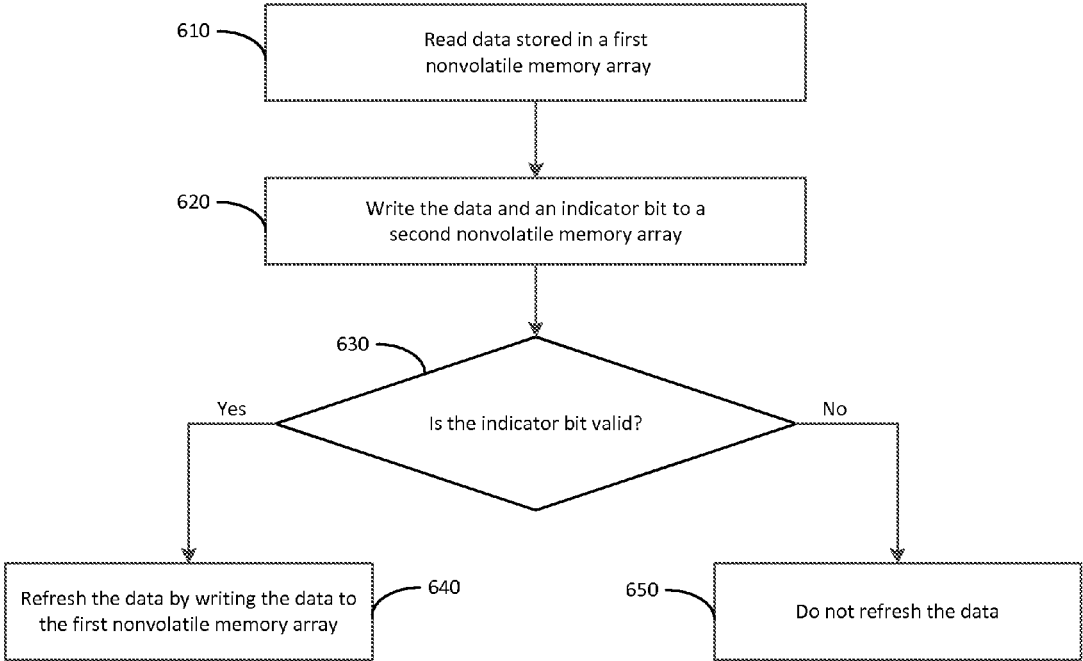 610
Read data stored in a first
nonvolatile memory array
620
Write the data and an indicator bit to a
second nonvolatile memory array
630
Is the indicator bit valid?
Yes
No
Refresh the data by writing the data to
the first nonvolatile memory array
640
650
Do not refresh the data